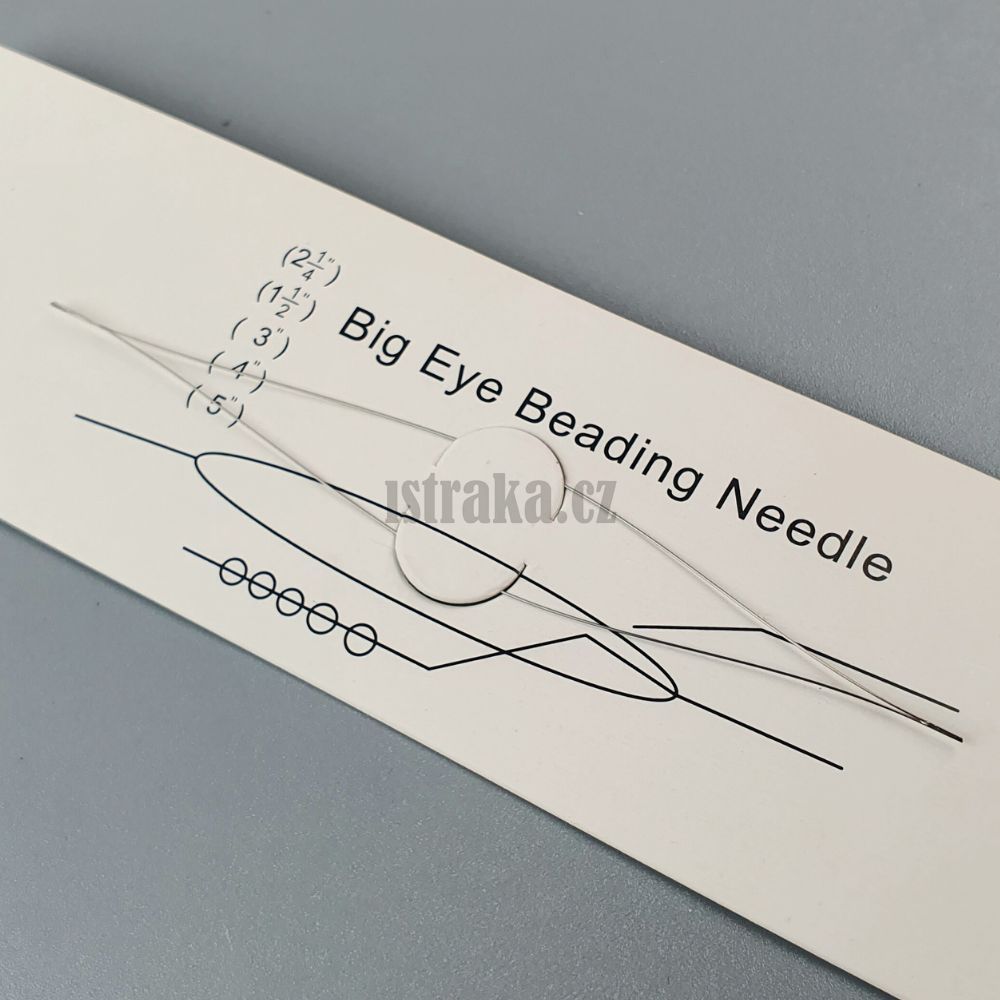 (2 1/4")
(1 1/2")
( 3")
( 4")
( 5")
Big Eye Beading Needle
istraka.cz